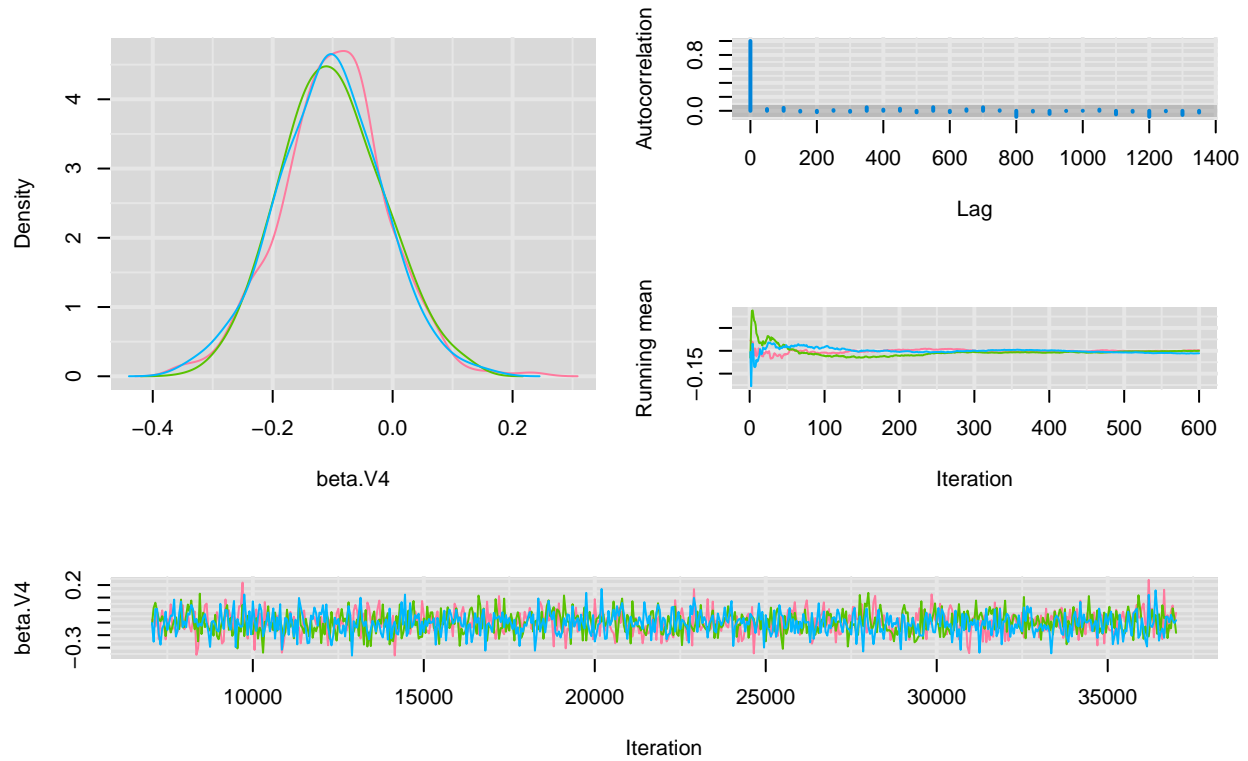 Density
4
3
2
1
0
−0.4 −0.2 0.0 0.2
beta.V4
Autocorrelation
0.8
0.0
0 200 400 600 800 1000 1200 1400
Lag
Running mean
−0.15
0 100 200 300 400 500 600
Iteration
beta.V4
0.2
−0.3
10000 15000 20000 25000 30000 35000
Iteration